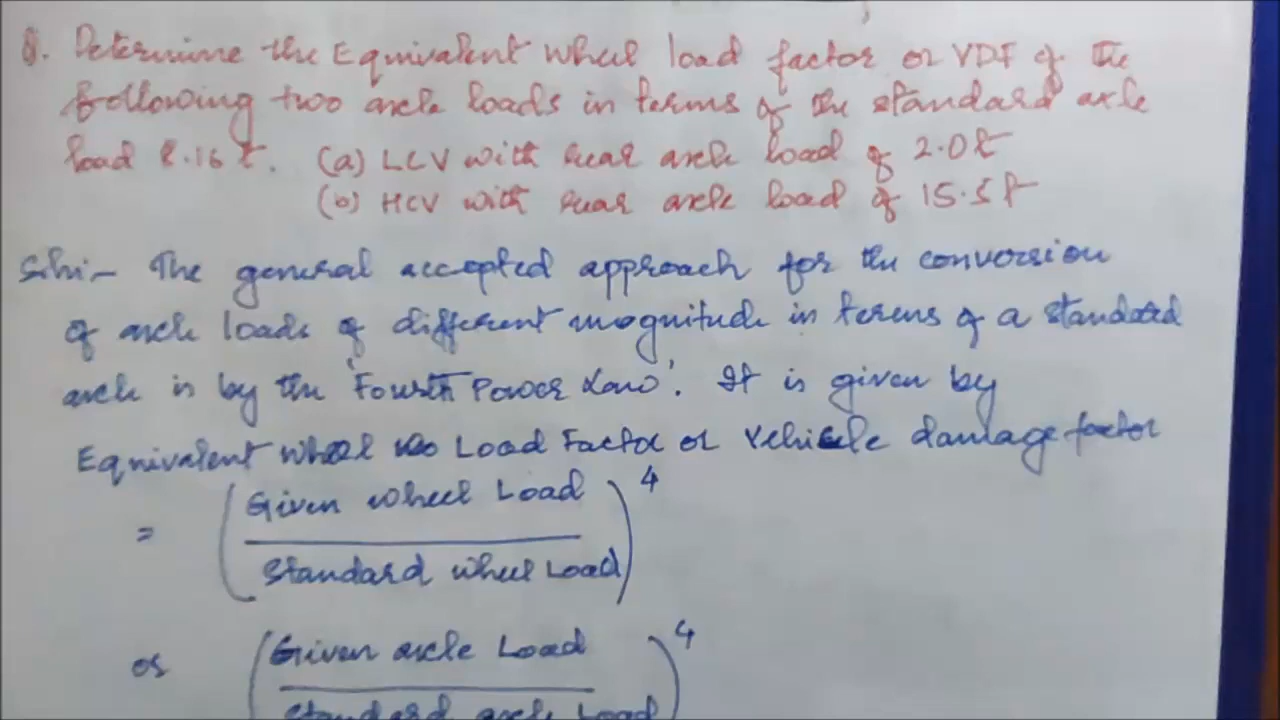 Q. Determine the Equivalent wheel load factor or VDF of the
following two axle loads in terms of the standard axle
load 8.16 t. (a) LCV with rear axle load of 2.0 t
(b) HCV with rear axle load of 15.5 t
Soln:- The general accepted approach for the conversion
of axle loads of different magnitude in terms of a standard
axle is by the 'Fourth Power Law'. It is given by
Equivalent wheel Load Factor or Vehicle damage factor
= (Given wheel Load / Standard wheel Load)^4
or (Given axle Load / Standard axle Load)^4